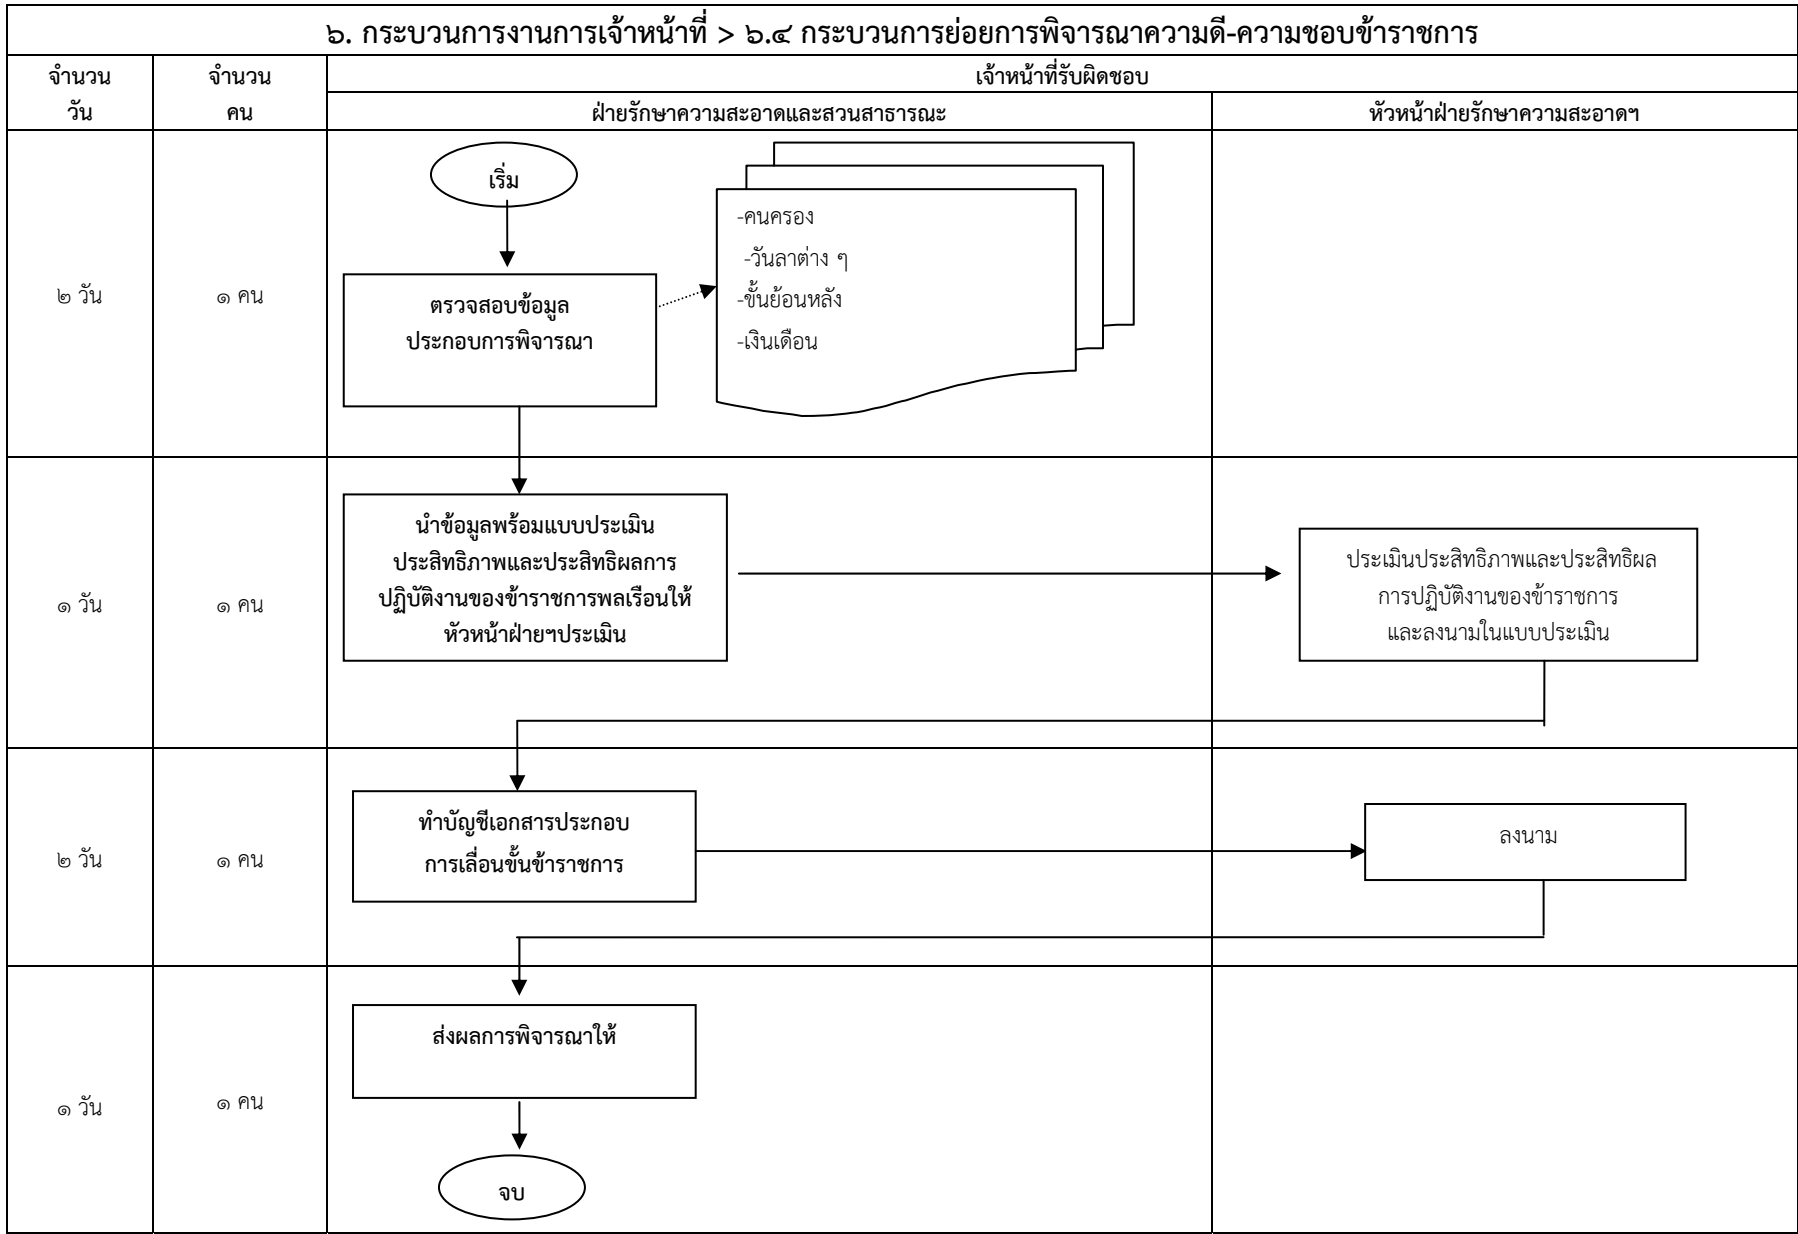 ๖. กระบวนการงานการเจ้าหน้าที่ > ๖.๔ กระบวนการย่อยการพิจารณาความดี-ความชอบข้าราชการ
จำนวน
วัน
จำนวน
คน
เจ้าหน้าที่รับผิดชอบ
ฝ่ายรักษาความสะอาดและสวนสาธารณะ
หัวหน้าฝ่ายรักษาความสะอาดฯ
๒ วัน
๑ คน
เริ่ม
ตรวจสอบข้อมูล
ประกอบการพิจารณา
-คนครอง
-วันลาต่าง ๆ
-ขั้นย้อนหลัง
-เงินเดือน
๑ วัน
๑ คน
นำข้อมูลพร้อมแบบประเมิน
ประสิทธิภาพและประสิทธิผลการ
ปฏิบัติงานของข้าราชการพลเรือนให้
หัวหน้าฝ่ายฯประเมิน
ประเมินประสิทธิภาพและประสิทธิผล
การปฏิบัติงานของข้าราชการ
และลงนามในแบบประเมิน
๒ วัน
๑ คน
ทำบัญชีเอกสารประกอบ
การเลื่อนขั้นข้าราชการ
ลงนาม
๑ วัน
๑ คน
ส่งผลการพิจารณาให้
จบ